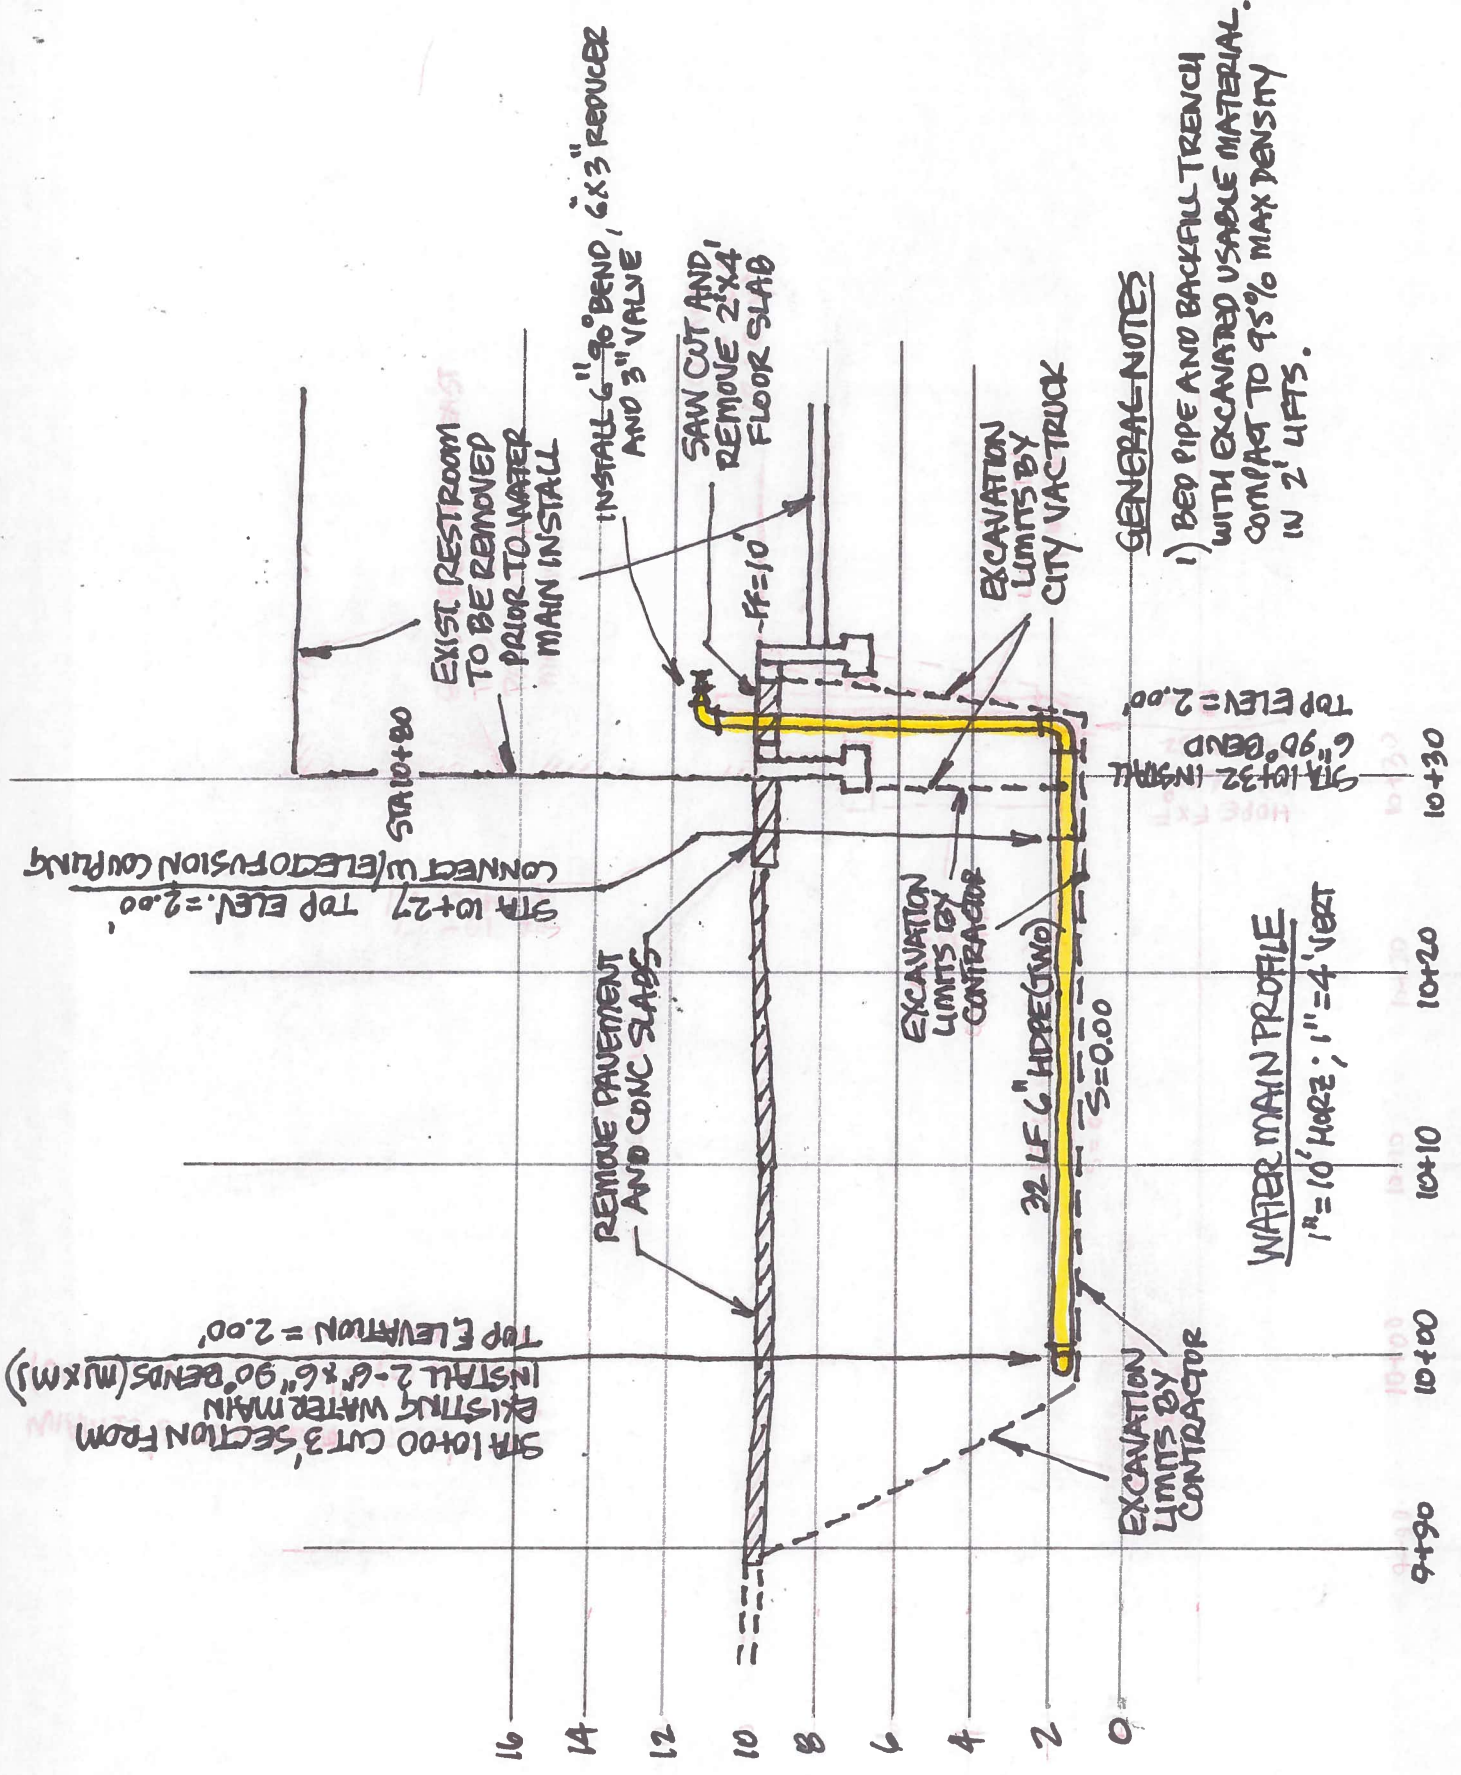 STA 10+00 CUT 3' SECTION FROM
EXISTING WATER MAIN
INSTALL 2-6"X6" 90° BENDS (MJXMJ)
TOP ELEVATION = 2.00'
STA 10+27 TOP ELEV. = 2.00'
CONNECT W/ELECTOFUSION COUPLING
STA 10+80
EXIST. RESTROOM
TO BE REMOVED
PRIOR TO WATER
MAIN INSTALL
INSTALL 6" 90° BEND, 6"X3" REDUCER
AND 3" VALVE
SAW CUT AND
REMOVE 2'X4'
FLOOR SLAB
FF=10'
REMOVE PAVEMENT
AND CONC SLABS
EXCAVATION
LIMITS BY
CONTRACTOR
EXCAVATION
LIMITS BY
CITY VAC TRUCK
32 LF 6" HDPE (TWO)
S=0.00
STA 10+32 INSTALL
6" 90° BEND
TOP ELEV = 2.00'
EXCAVATION
LIMITS BY
CONTRACTOR
16
14
12
10
8
6
4
2
0
9+90
10+00
10+10
10+20
10+30
WATER MAIN PROFILE
1"=10' HORZ; 1"=4' VERT
GENERAL NOTES
1) BED PIPE AND BACKFILL TRENCH
WITH EXCAVATED USABLE MATERIAL.
COMPACT TO 95% MAX DENSITY
IN 2' LIFTS.